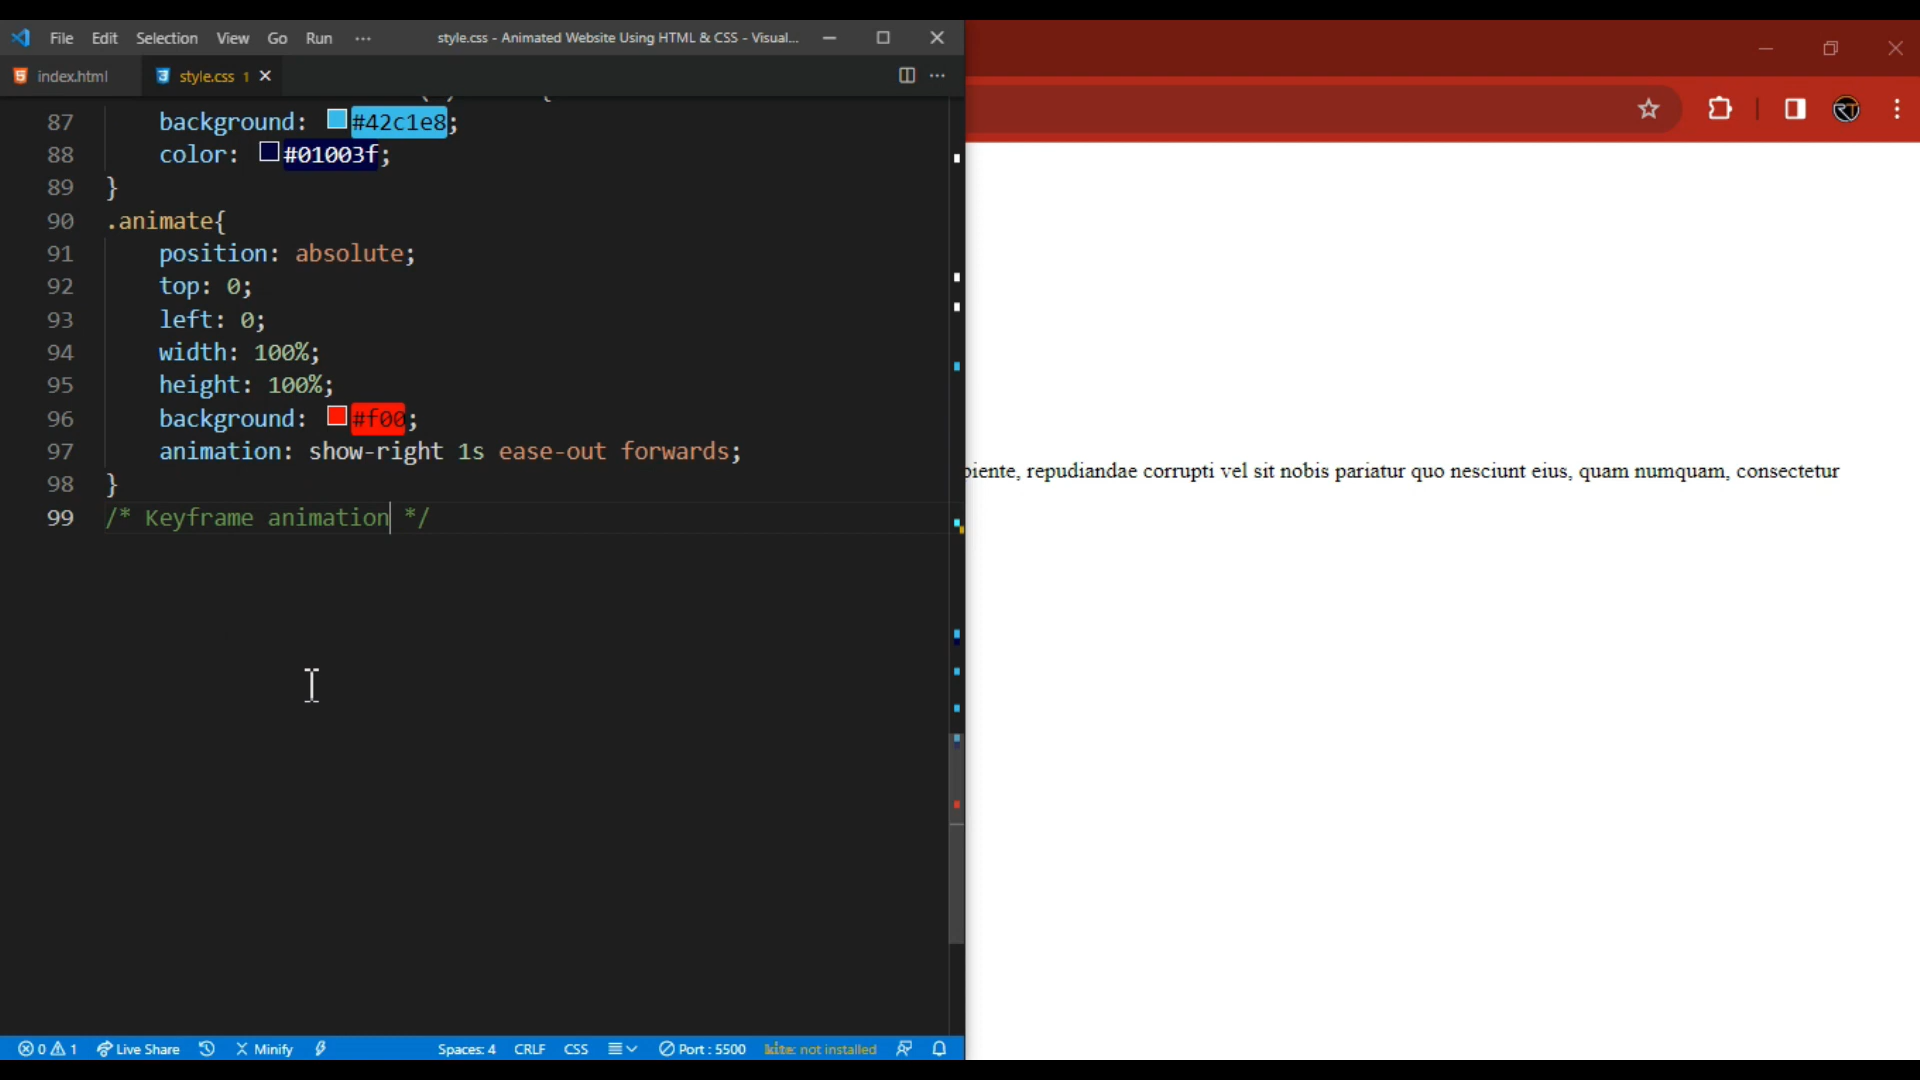 File Edit Selection View Go Run ··· style.css - Animated Website Using HTML & CSS - Visual...
index.html style.css 1
87 background: #42c1e8;
88 color: #01003f;
89 }
90 .animate{
91 position: absolute;
92 top: 0;
93 left: 0;
94 width: 100%;
95 height: 100%;
96 background: #f00;
97 animation: show-right 1s ease-out forwards;
98 }
99 /* Keyframe animation */
piente, repudiandae corrupti vel sit nobis pariatur quo nesciunt eius, quam numquam, consectetur
0 1 Live Share Minify Spaces: 4 CRLF CSS Port : 5500 kite: not installed